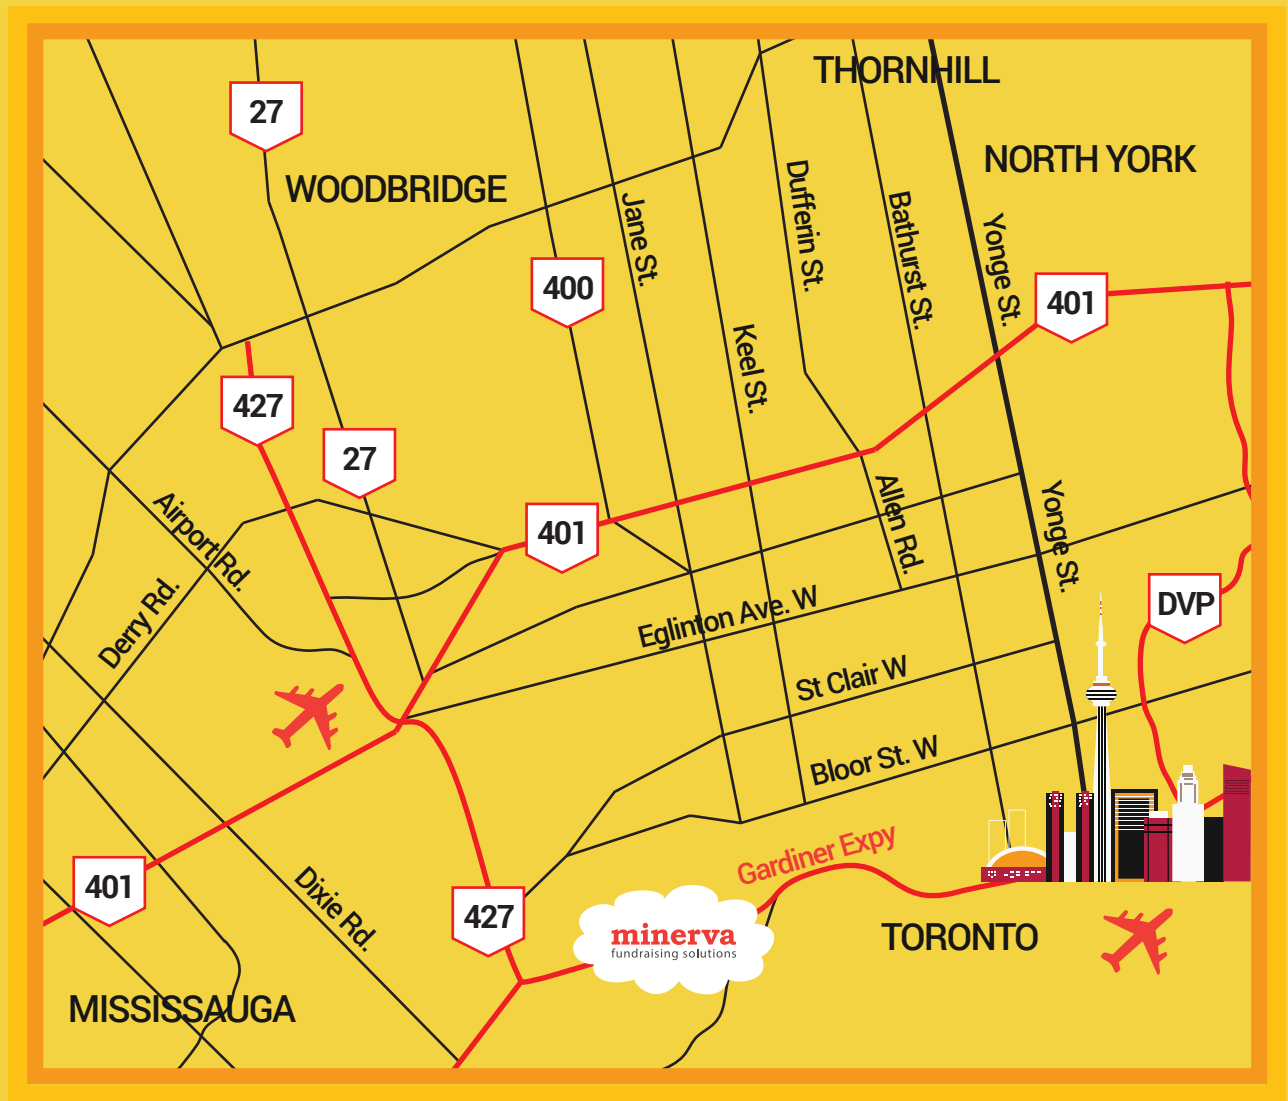 THORNHILL
27
NORTH YORK
WOODBRIDGE
Dufferin St.
Jane St.
Bathurst St.
Yonge St.
400
401
Keel St.
427
27
Airport Rd.
401
Allen Rd.
Yonge St.
Derry Rd.
Eglinton Ave. W
DVP
St Clair W
Bloor St. W
Gardiner Expy
401
Dixie Rd.
427
minerva
fundraising solutions
TORONTO
MISSISSAUGA